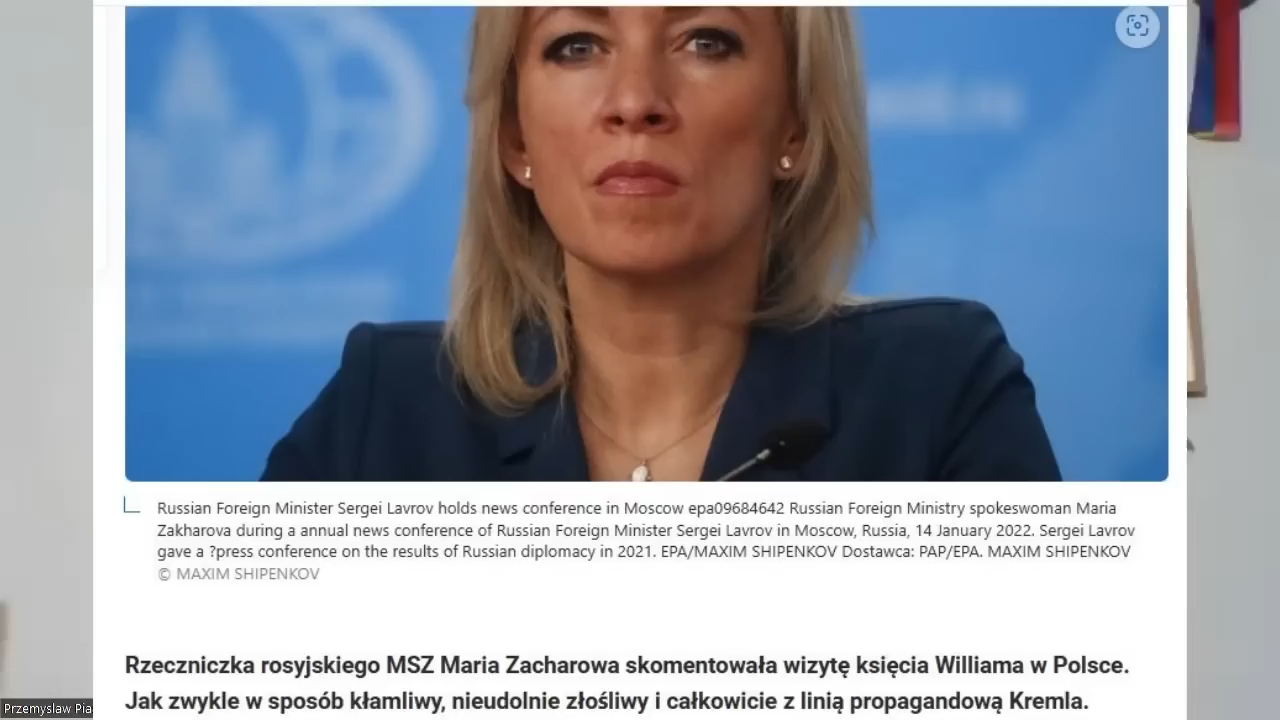 Russian Foreign Minister Sergei Lavrov holds news conference in Moscow epa09684642 Russian Foreign Ministry spokeswoman Maria
Zakharova during a annual news conference of Russian Foreign Minister Sergei Lavrov in Moscow, Russia, 14 January 2022. Sergei Lavrov
gave a ?press conference on the results of Russian diplomacy in 2021. EPA/MAXIM SHIPENKOV Dostawca: PAP/EPA. MAXIM SHIPENKOV
© MAXIM SHIPENKOV
Rzeczniczka rosyjskiego MSZ Maria Zacharowa skomentowała wizytę księcia Williama w Polsce.
Jak zwykle w sposób kłamliwy, nieudolnie złośliwy i całkowicie z linią propagandową Kremla.
Przemyslaw Pia